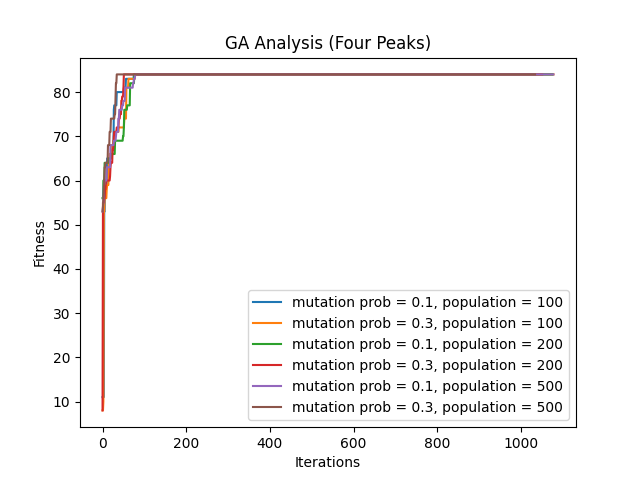 GA Analysis (Four Peaks)
Fitness
80
70
60
50
40
30
20
10
mutation prob = 0.1, population = 100
mutation prob = 0.3, population = 100
mutation prob = 0.1, population = 200
mutation prob = 0.3, population = 200
mutation prob = 0.1, population = 500
mutation prob = 0.3, population = 500
0 200 400 600 800 1000
Iterations